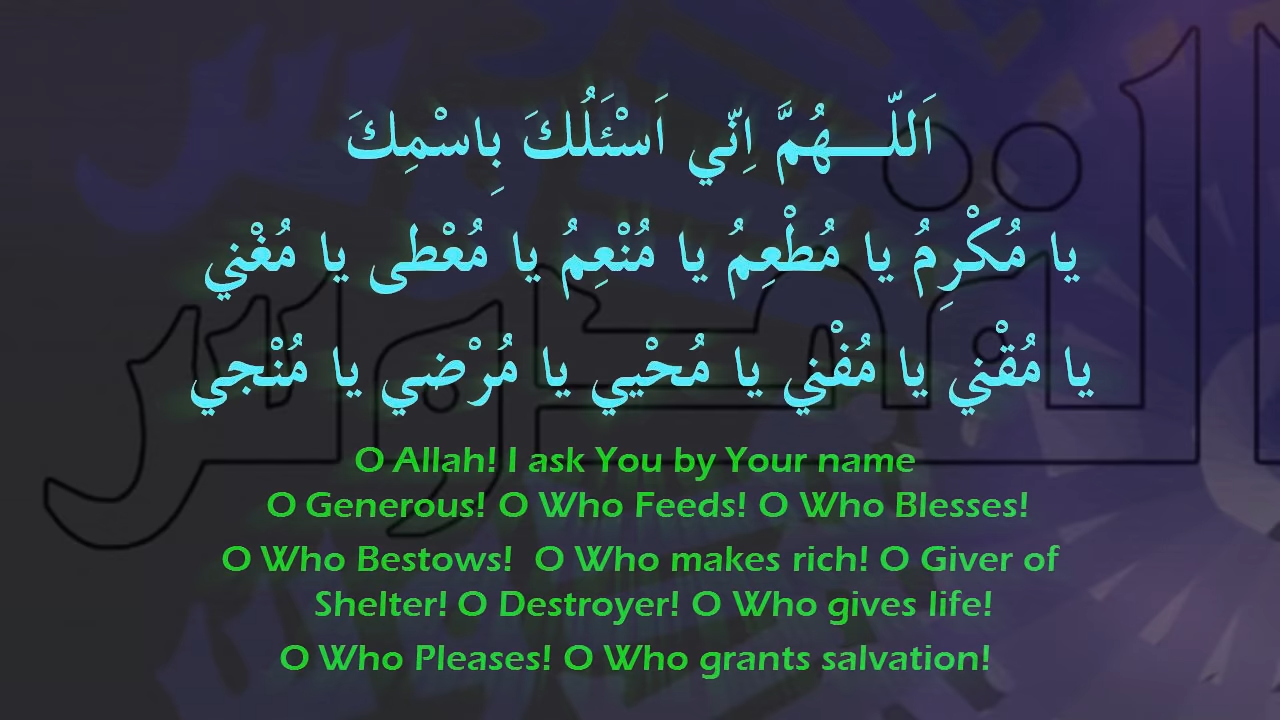 اَللّـــهُمَّ اِنّي اَسْئَلُكَ بِاسْمِكَ
يا مُكْرِمُ يا مُطْعِمُ يا مُنْعِمُ يا مُعْطى يا مُغْني
يا مُقْني يا مُفْني يا مُحْيي يا مُرْضي يا مُنْجي
O Allah! I ask You by Your name
O Generous! O Who Feeds! O Who Blesses!
O Who Bestows! O Who makes rich! O Giver of
Shelter! O Destroyer! O Who gives life!
O Who Pleases! O Who grants salvation!